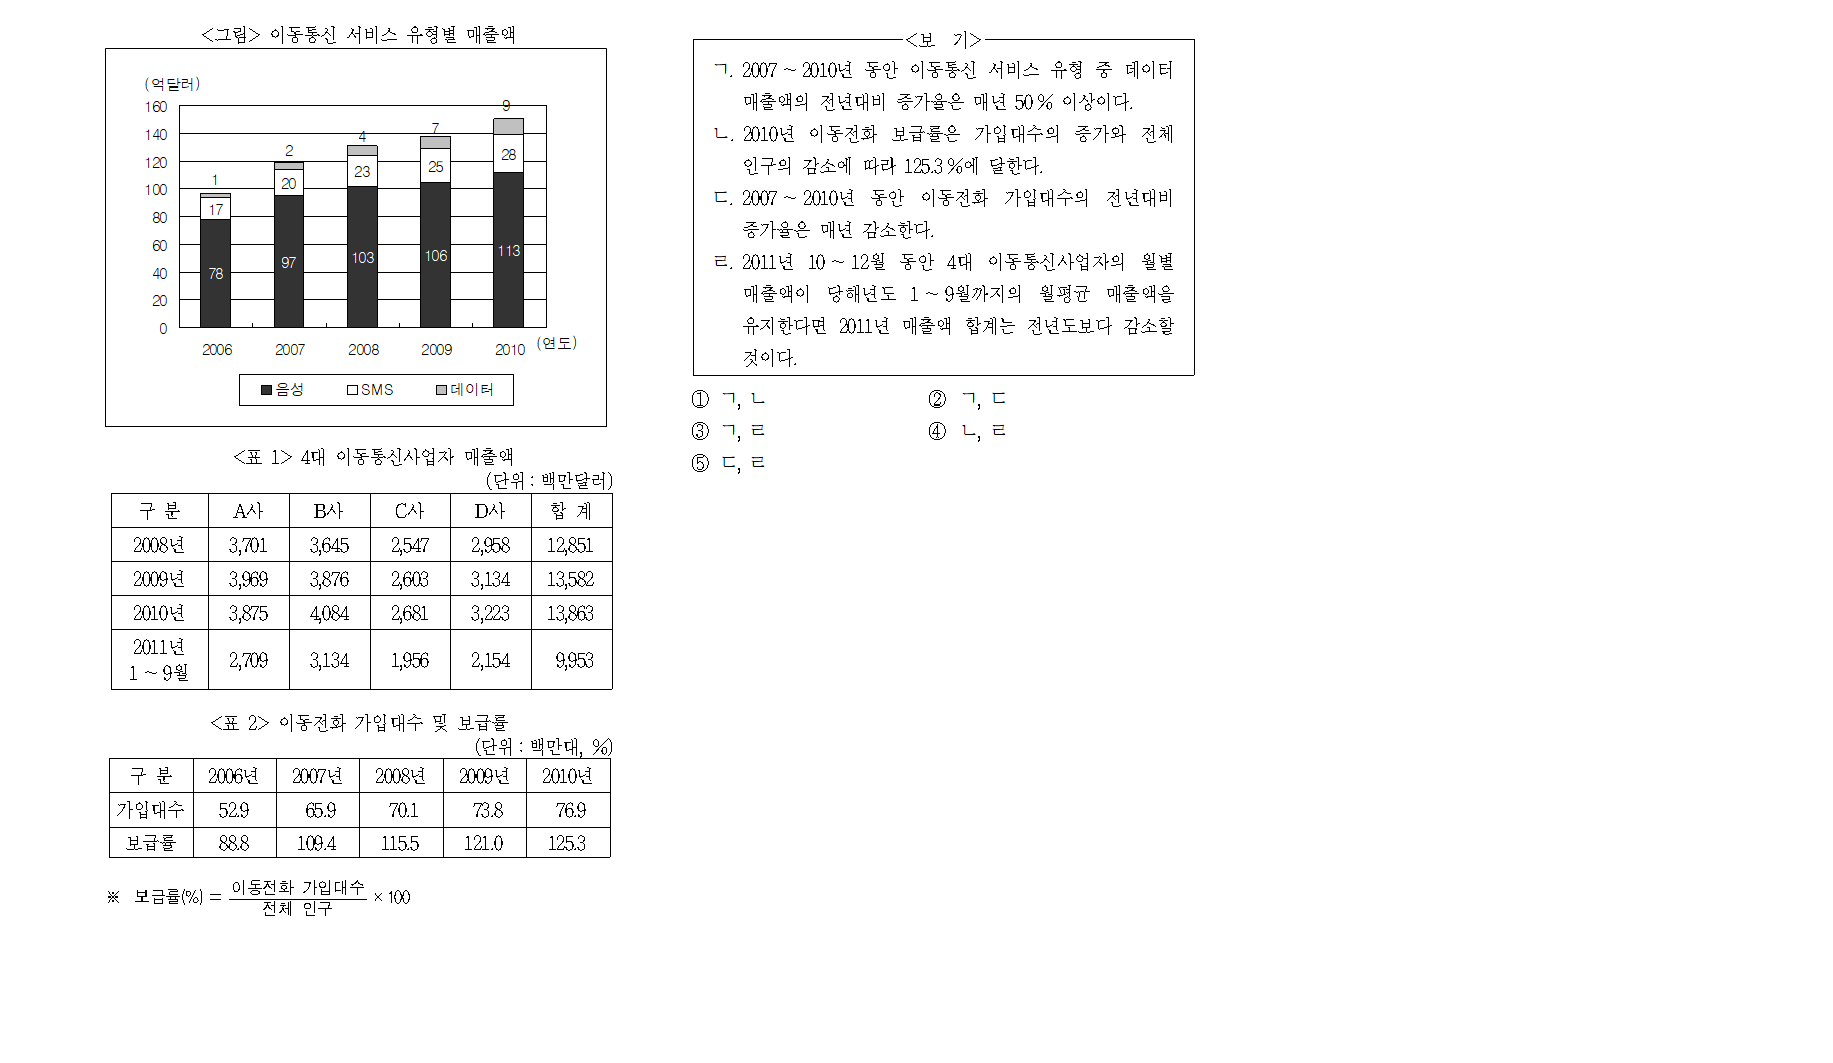 <그림> 이동통신 서비스 유형별 매출액
(억달러)
160
140
120
100
80
60
40
20
0
1
17
78
2
20
97
4
23
103
7
25
106
9
28
113
2006 2007 2008 2009 2010 (연도)
음성 SMS 데이터
<표 1> 4대 이동통신사업자 매출액
(단위 : 백만달러)
구 분 A사 B사 C사 D사 합 계
2008년 3,701 3,645 2,547 2,958 12,851
2009년 3,969 3,876 2,603 3,134 13,582
2010년 3,875 4,084 2,681 3,223 13,863
2011년
1 ~ 9월 2,709 3,134 1,956 2,154 9,953
<표 2> 이동전화 가입대수 및 보급률
(단위 : 백만대, %)
구 분 2006년 2007년 2008년 2009년 2010년
가입대수 52.9 65.9 70.1 73.8 76.9
보급률 88.8 109.4 115.5 121.0 125.3
※ 보급률(%) = 이동전화 가입대수 / 전체 인구 × 100
<보 기>
ㄱ. 2007 ~ 2010년 동안 이동통신 서비스 유형 중 데이터
매출액의 전년대비 증가율은 매년 50 % 이상이다.
ㄴ. 2010년 이동전화 보급률은 가입대수의 증가와 전체
인구의 감소에 따라 125.3 %에 달한다.
ㄷ. 2007 ~ 2010년 동안 이동전화 가입대수의 전년대비
증가율은 매년 감소한다.
ㄹ. 2011년 10 ~ 12월 동안 4대 이동통신사업자의 월별
매출액이 당해년도 1 ~ 9월까지의 월평균 매출액을
유지한다면 2011년 매출액 합계는 전년도보다 감소할
것이다.
① ㄱ, ㄴ ② ㄱ, ㄷ
③ ㄱ, ㄹ ④ ㄴ, ㄹ
⑤ ㄷ, ㄹ